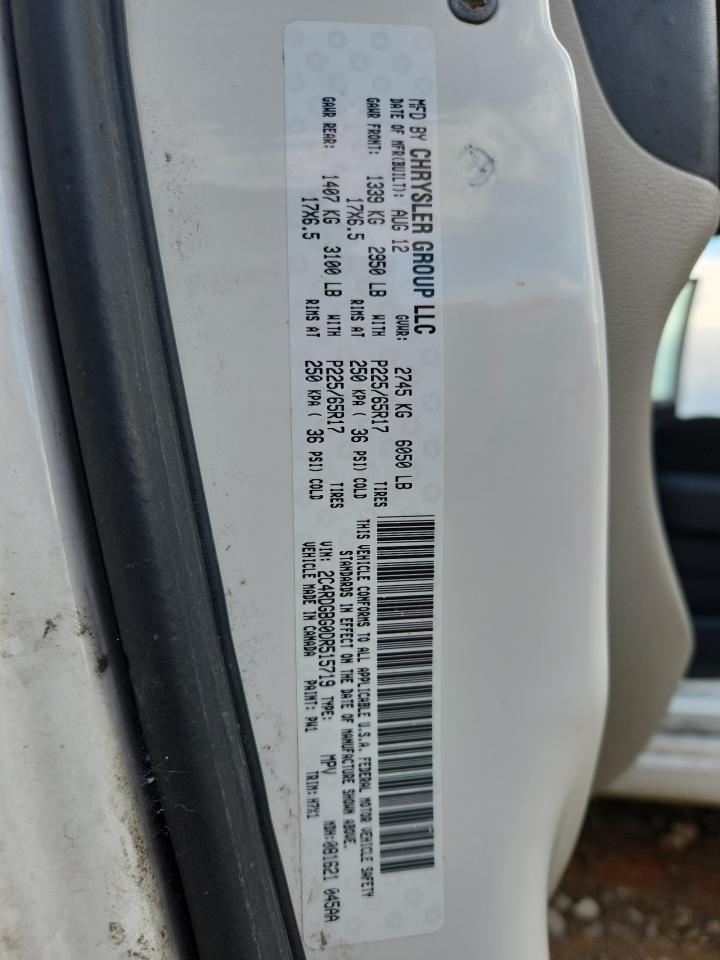 MFD BY CHRYSLER GROUP LLC
DATE OF MFR(BUILT): AUG 12 GVWR: 2745 KG 6050 LB
GAWR FRONT: 1339 KG 2950 LB WITH P225/65R17 TIRES
17X6.5 RIMS AT 250 KPA( 36 PSI) COLD
GAWR REAR: 1407 KG 3100 LB WITH P225/65R17 TIRES
17X6.5 RIMS AT 250 KPA( 36 PSI) COLD
THIS VEHICLE CONFORMS TO ALL APPLICABLE U.S.A. FEDERAL MOTOR VEHICLE SAFETY
STANDARDS IN EFFECT ON THE DATE OF MANUFACTURE SHOWN ABOVE.
VIN: 2C4RDGBG0DR515719 TYPE: MPV MDH:081621 045AA
VEHICLE MADE IN CANADA PAINT: PW1 TRIM: H7X1